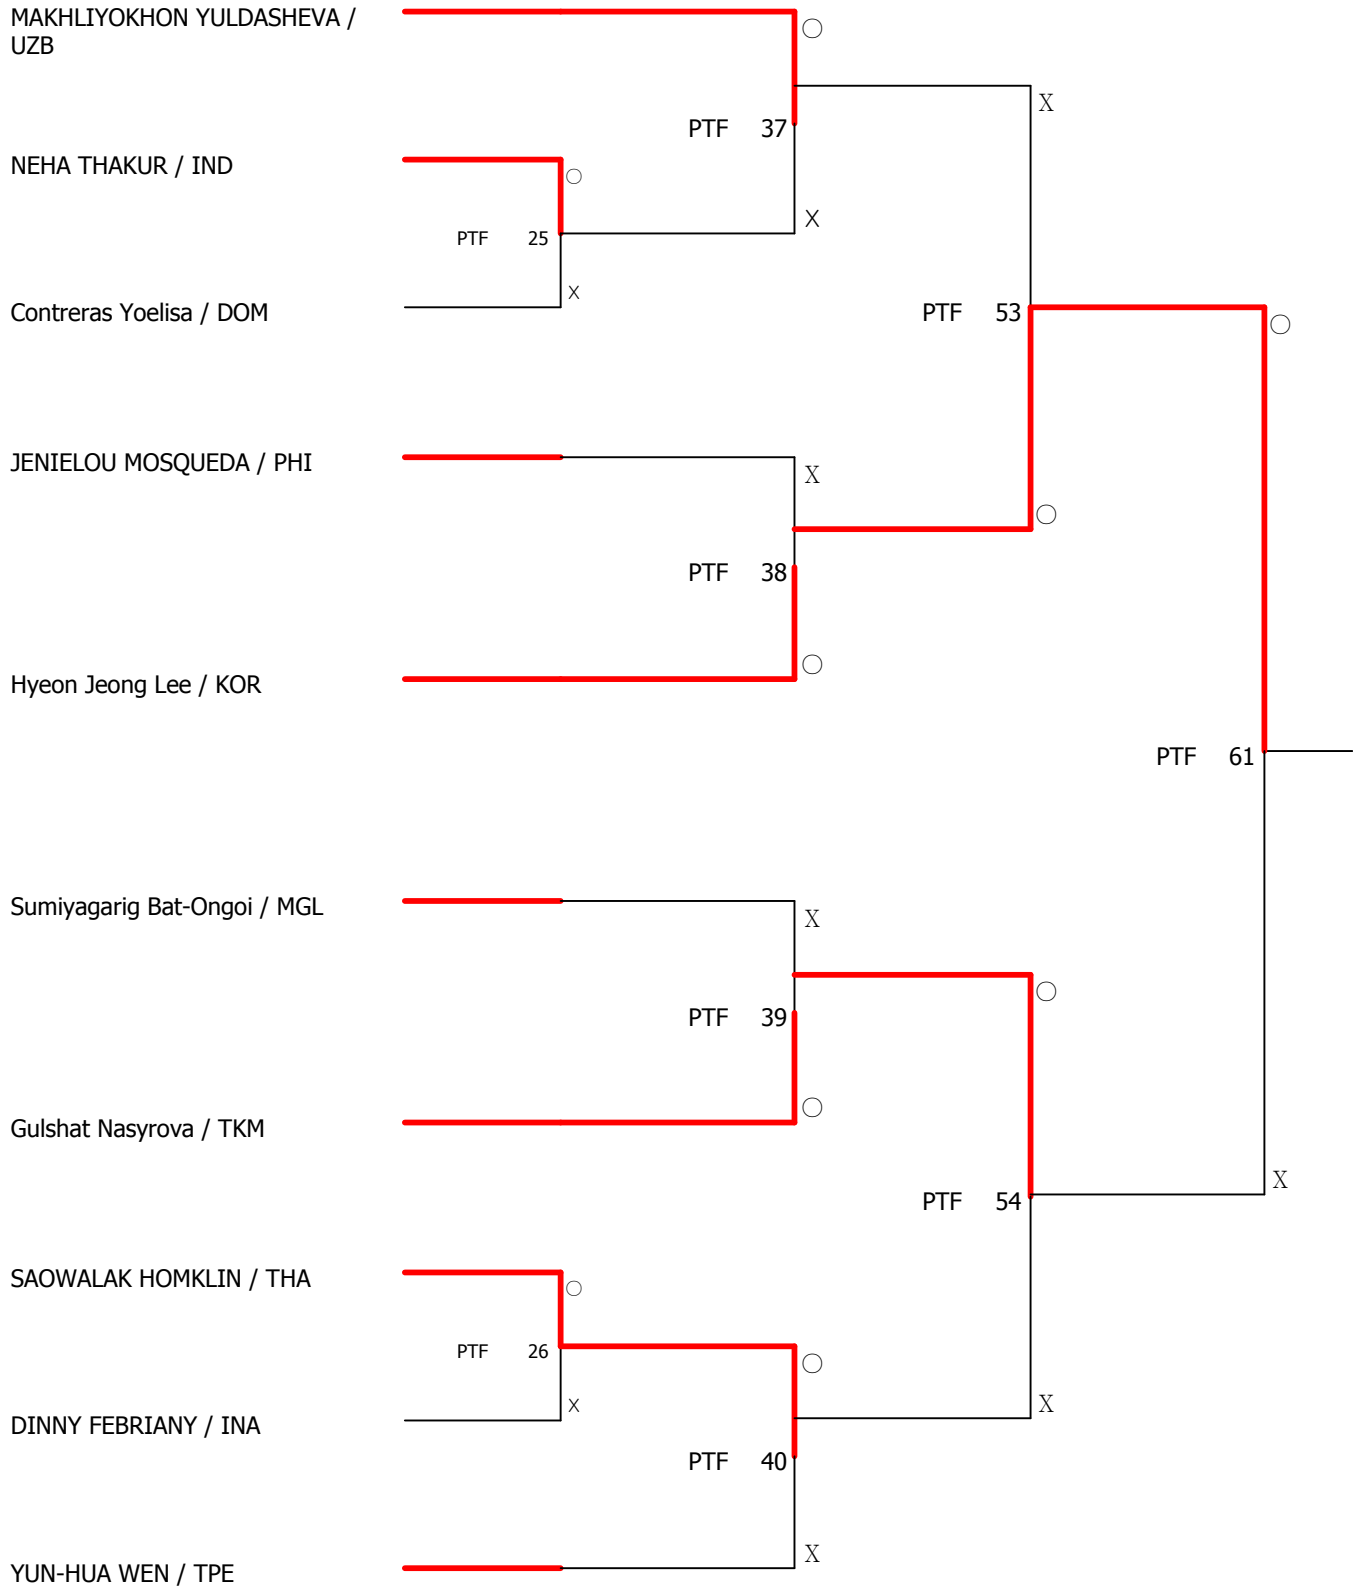 MAKHLIYOKHON YULDASHEVA /
UZB
○
X
PTF 37
NEHA THAKUR / IND
○
X
PTF 25
X
Contreras Yoelisa / DOM
PTF 53
○
JENIELOU MOSQUEDA / PHI
X
○
PTF 38
○
Hyeon Jeong Lee / KOR
PTF 61
Sumiyagarig Bat-Ongoi / MGL
X
○
PTF 39
○
Gulshat Nasyrova / TKM
X
PTF 54
SAOWALAK HOMKLIN / THA
○
PTF 26
○
X
X
DINNY FEBRIANY / INA
PTF 40
X
YUN-HUA WEN / TPE